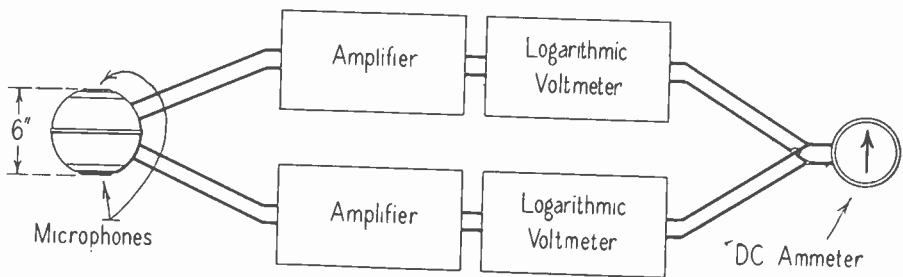 Amplifier
Logarithmic
Voltmeter
6"
Amplifier
Logarithmic
Voltmeter
Microphones
DC Ammeter